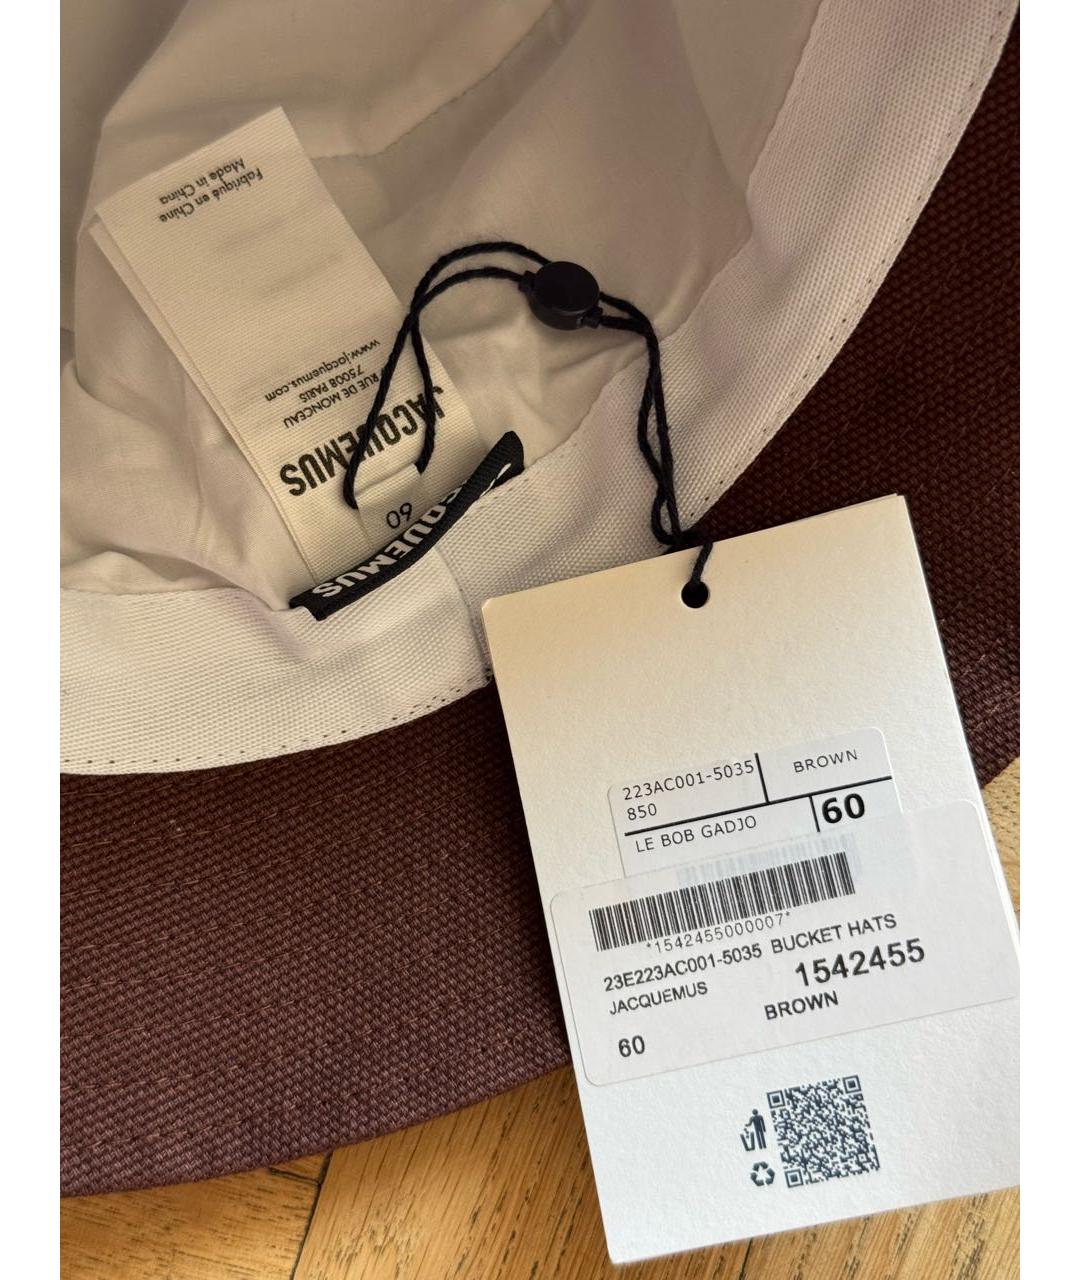 Made in China
Fabriqué en Chine
www.jacquemus.com
75008 PARIS
RUE DE MONCEAU
JACQUEMUS
60
QUEMUS
223AC001-5035
850
BROWN
LE BOB GADJO
60
*1542455000007*
23E223AC001-5035 BUCKET HATS
JACQUEMUS
1542455
BROWN
60